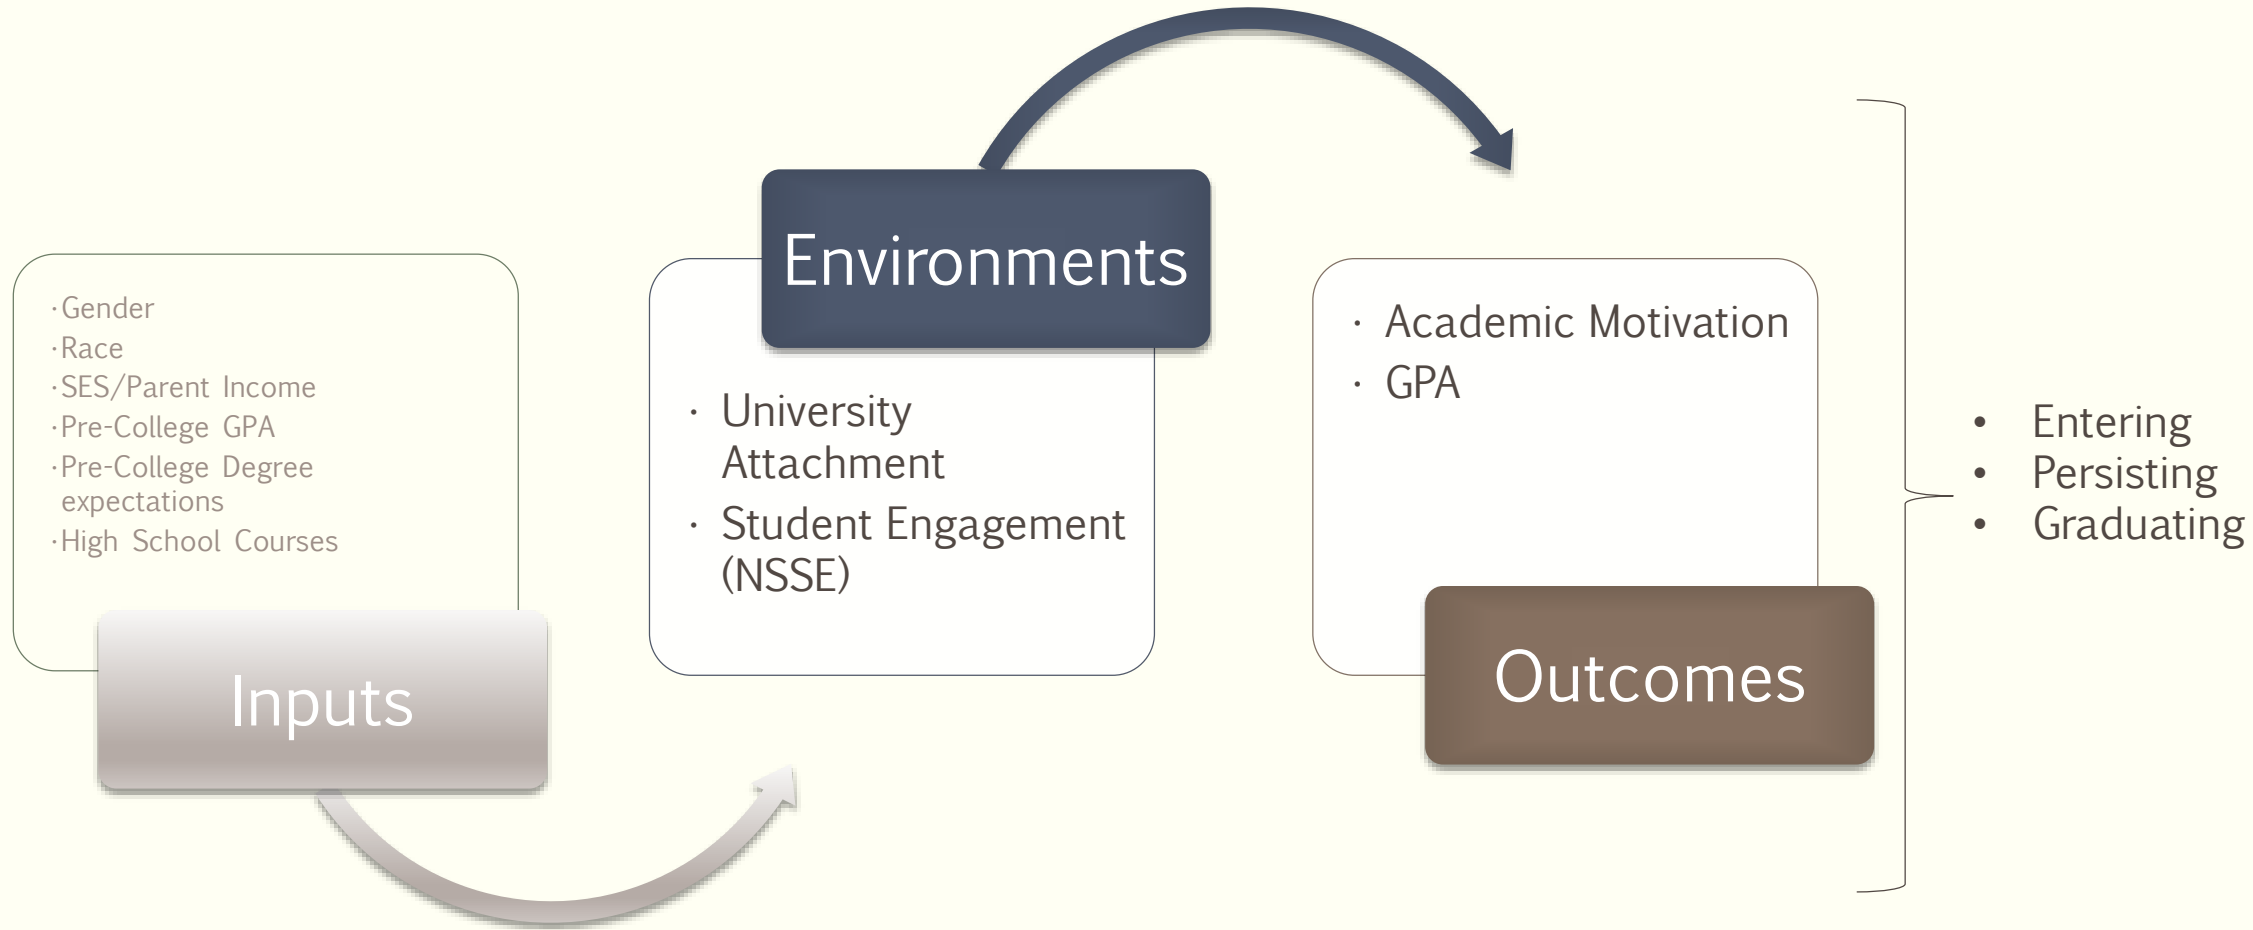 ·Gender
·Race
·SES/Parent Income
·Pre-College GPA
·Pre-College Degree
expectations
·High School Courses
Inputs
Environments
· University
Attachment
· Student Engagement
(NSSE)
· Academic Motivation
· GPA
Outcomes
• Entering
• Persisting
• Graduating